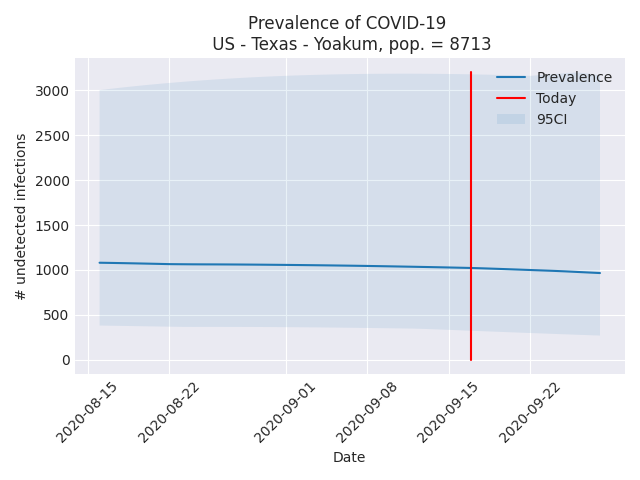 Prevalence of COVID-19
US - Texas - Yoakum, pop. = 8713
Prevalence
Today
95CI
3000
2500
2000
1500
1000
500
0
# undetected infections
2020-08-15
2020-08-22
2020-09-01
2020-09-08
2020-09-15
2020-09-22
Date